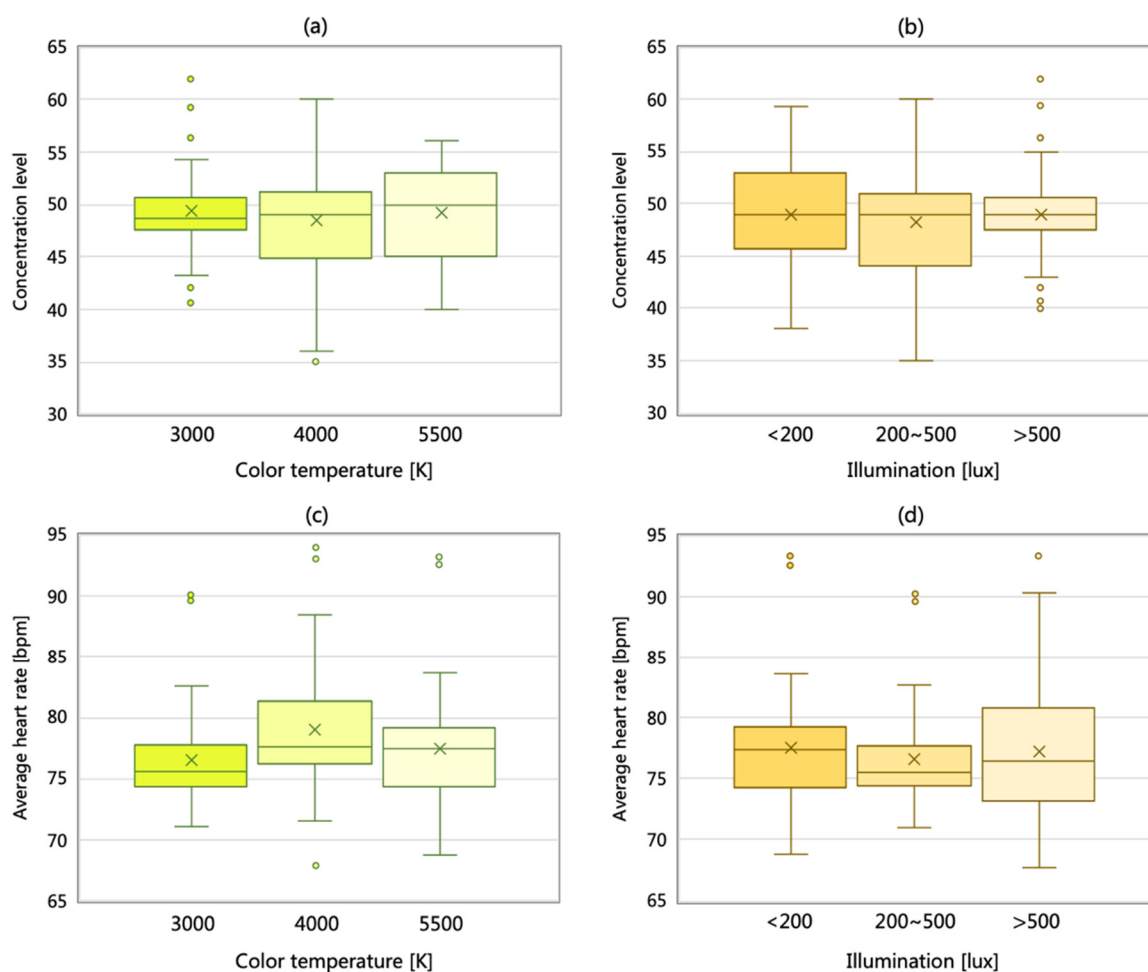 (a)
(b)
65
60
55
50
45
40
35
30
Concentration level
3000 4000 5500
Color temperature [K]
65
60
55
50
45
40
35
30
Concentration level
<200 200~500 >500
Illumination [lux]
(c)
(d)
95
90
85
80
75
70
65
Average heart rate [bpm]
3000 4000 5500
Color temperature [K]
95
90
85
80
75
70
65
Average heart rate [bpm]
<200 200~500 >500
Illumination [lux]